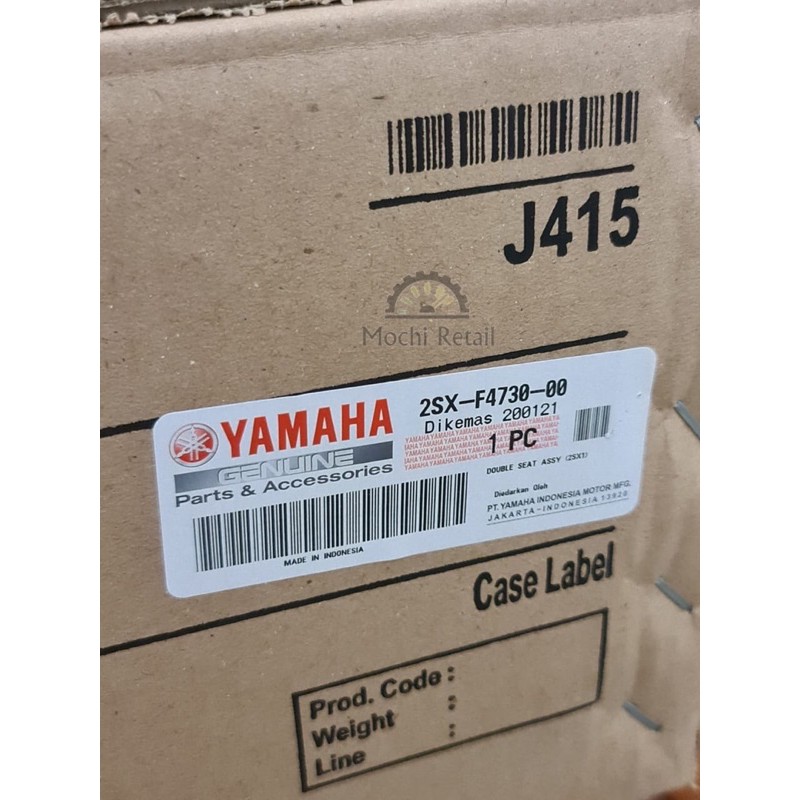 J415
Mochi Retail
YAMAHA
GENUINE
Parts & Accessories
2SX-F4730-00
Dikemas 200121
1 PC
DOUBLE SEAT ASSY (2SX1)
Diedarkan Oleh
PT. YAMAHA INDONESIA MOTOR MFG.
JAKARTA-INDONESIA 13920
MADE IN INDONESIA
Case Label
Prod. Code :
Weight :
Line :